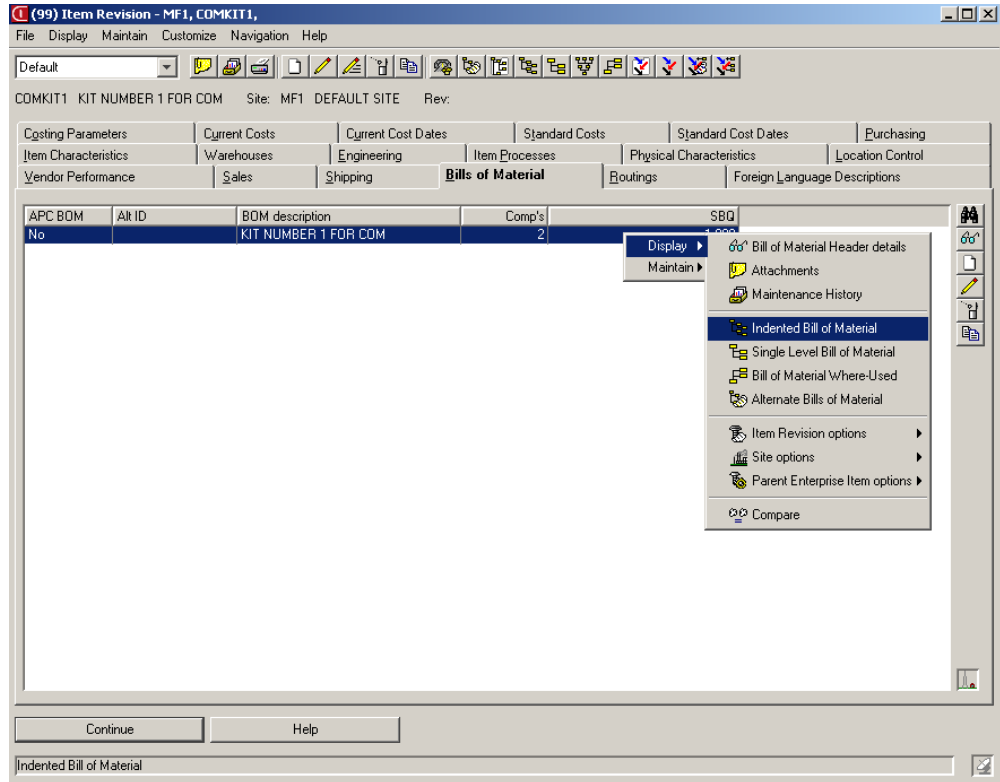 (99) Item Revision - MF1, COMKIT1,
File Display Maintain Customize Navigation Help
Default
COMKIT1 KIT NUMBER 1 FOR COM Site: MF1 DEFAULT SITE Rev:
Costing Parameters Current Costs Current Cost Dates Standard Costs Standard Cost Dates Purchasing
Item Characteristics Warehouses Engineering Item Processes Physical Characteristics Location Control
Vendor Performance Sales Shipping Bills of Material Routings Foreign Language Descriptions
APC BOM Alt ID BOM description Comp's SBQ
No KIT NUMBER 1 FOR COM 2
Display Bill of Material Header details
Maintain Attachments
Maintenance History
Indented Bill of Material
Single Level Bill of Material
Bill of Material Where-Used
Alternate Bills of Material
Item Revision options
Site options
Parent Enterprise Item options
Compare
Continue Help
Indented Bill of Material